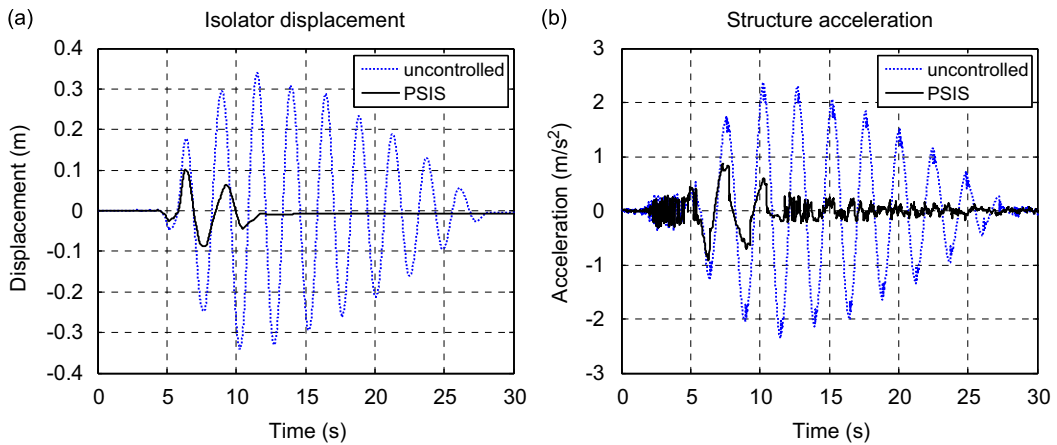 (a)
Isolator displacement
0.4
0.3
0.2
0.1
0
-0.1
-0.2
-0.3
-0.4
Displacement (m)
uncontrolled
PSIS
0 5 10 15 20 25 30
Time (s)
(b)
Structure acceleration
3
2
1
0
-1
-2
-3
Acceleration (m/s²)
uncontrolled
PSIS
0 5 10 15 20 25 30
Time (s)